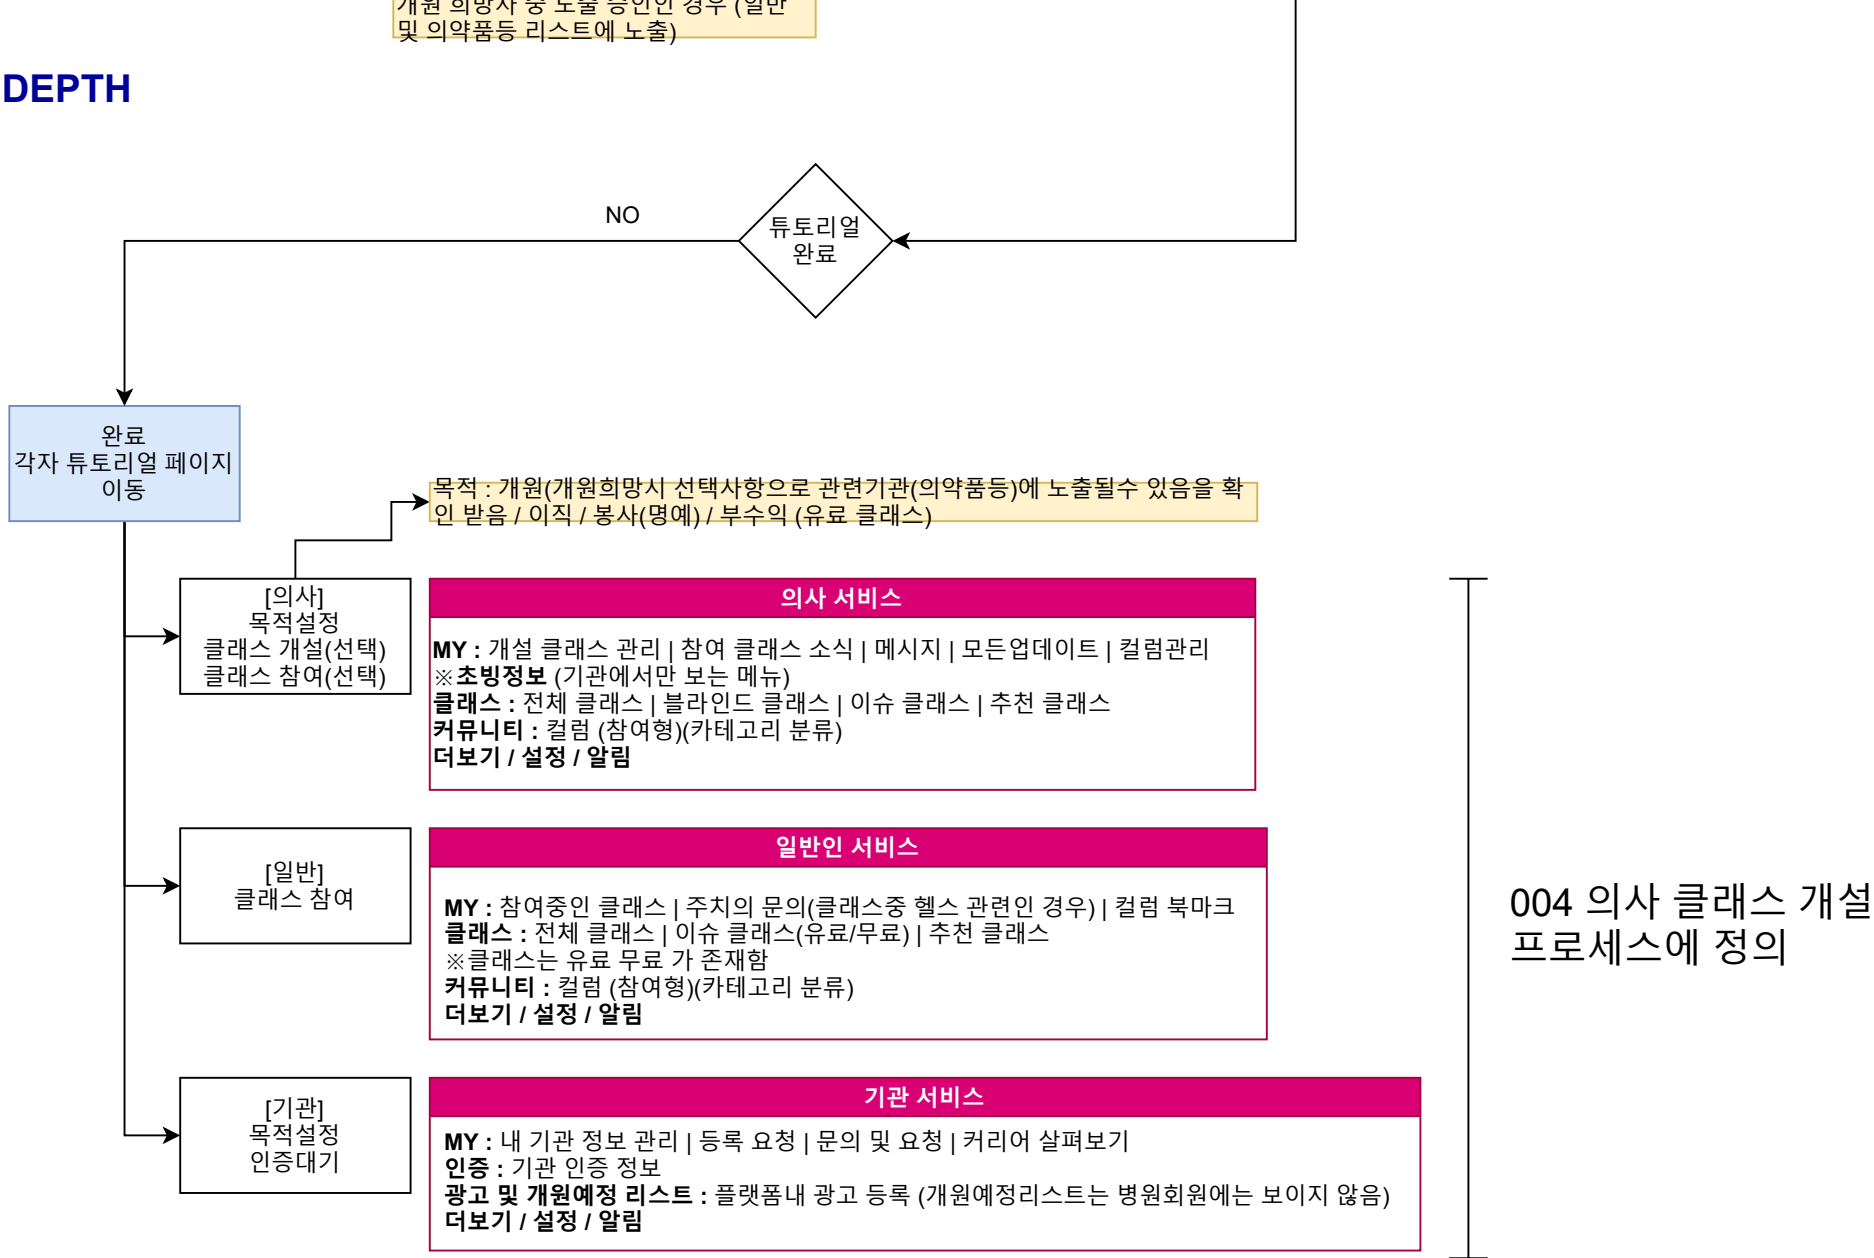 개원 희망자 중 노출 승인인 경우 (일반
및 의약품등 리스트에 노출)
DEPTH
NO
튜토리얼
완료
완료
각자 튜토리얼 페이지
이동
목적 : 개원(개원희망시 선택사항으로 관련기관(의약품등)에 노출될수 있음을 확
인 받음 / 이직 / 봉사(명예) / 부수익 (유료 클래스)
[의사]
목적설정
클래스 개설(선택)
클래스 참여(선택)
의사 서비스
MY : 개설 클래스 관리 | 참여 클래스 소식 | 메시지 | 모든업데이트 | 컬럼관리
※초빙정보 (기관에서만 보는 메뉴)
클래스 : 전체 클래스 | 블라인드 클래스 | 이슈 클래스 | 추천 클래스
커뮤니티 : 컬럼 (참여형)(카테고리 분류)
더보기 / 설정 / 알림
[일반]
클래스 참여
일반인 서비스
MY : 참여중인 클래스 | 주치의 문의(클래스중 헬스 관련인 경우) | 컬럼 북마크
클래스 : 전체 클래스 | 이슈 클래스(유료/무료) | 추천 클래스
※클래스는 유료 무료 가 존재함
커뮤니티 : 컬럼 (참여형)(카테고리 분류)
더보기 / 설정 / 알림
004 의사 클래스 개설
프로세스에 정의
[기관]
목적설정
인증대기
기관 서비스
MY : 내 기관 정보 관리 | 등록 요청 | 문의 및 요청 | 커리어 살펴보기
인증 : 기관 인증 정보
광고 및 개원예정 리스트 : 플랫폼내 광고 등록 (개원예정리스트는 병원회원에는 보이지 않음)
더보기 / 설정 / 알림